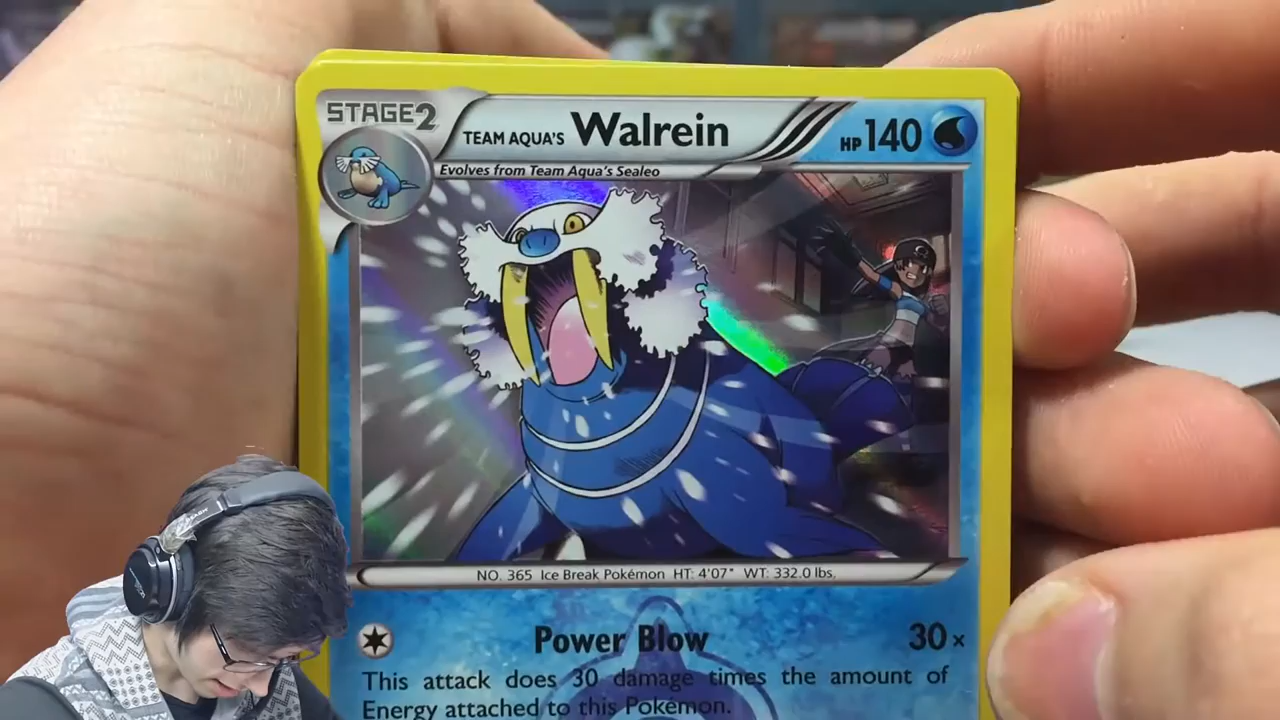 STAGE2
TEAM AQUA'S Walrein
HP140
Evolves from Team Aqua's Sealeo
NO. 365 Ice Break Pokémon HT: 4'07" WT: 332.0 lbs.
Power Blow 30×
This attack does 30 damage times the amount of
Energy attached to this Pokémon.